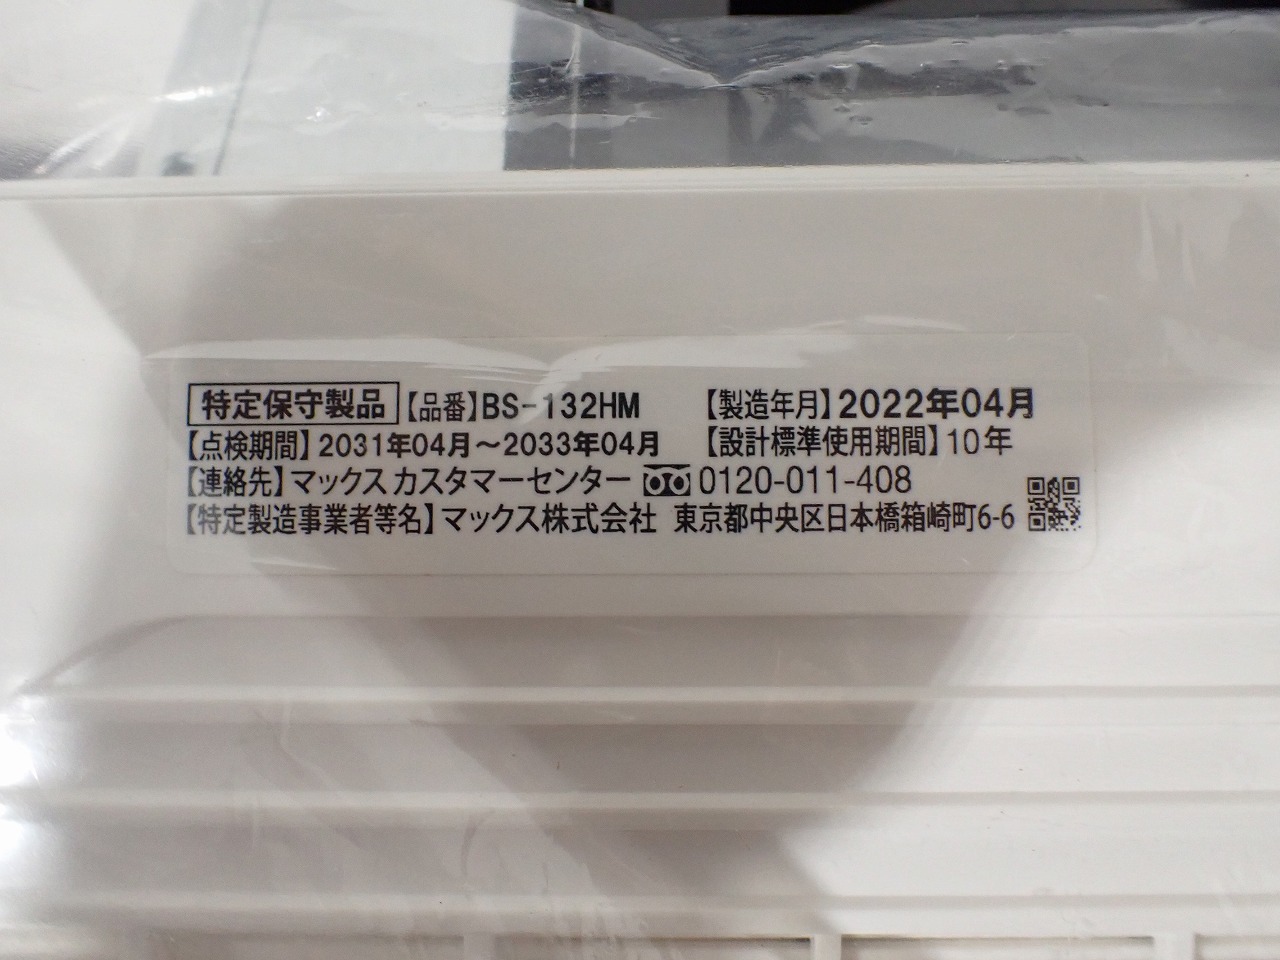 特定保守製品 【品番】BS-132HM 【製造年月】2022年04月
【点検期間】2031年04月～2033年04月 【設計標準使用期間】10年
【連絡先】マックス カスタマーセンター 0120-011-408
【特定製造事業者等名】マックス株式会社 東京都中央区日本橋箱崎町6-6